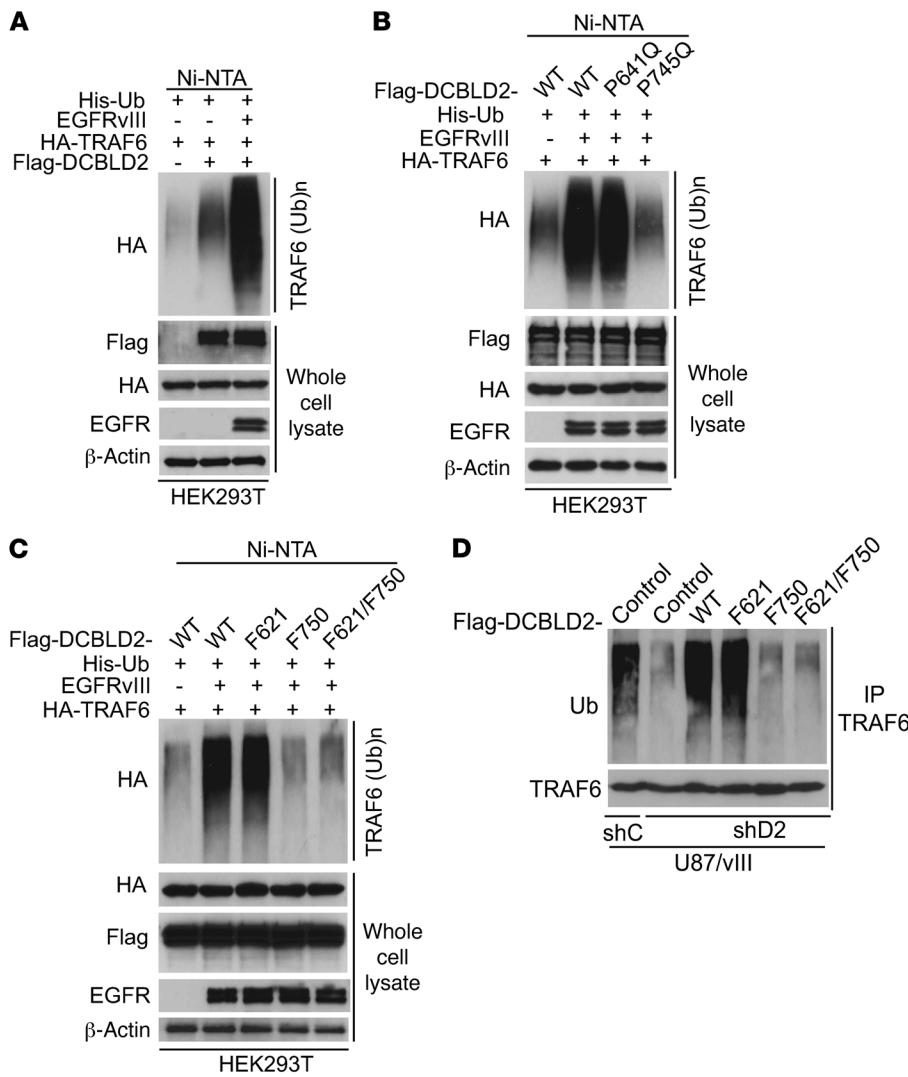 A
Ni-NTA
His-Ub + + +
EGFRvIII - - +
HA-TRAF6 + + +
Flag-DCBLD2 - + +
HA
TRAF6 (Ub)n
Flag
HA
EGFR
β-Actin
Whole
cell
lysate
HEK293T
B
Ni-NTA
Flag-DCBLD2- WT WT P641Q P745Q
His-Ub + + + +
EGFRvIII - + + +
HA-TRAF6 + + + +
HA
TRAF6 (Ub)n
Flag
HA
EGFR
β-Actin
Whole
cell
lysate
HEK293T
C
Ni-NTA
Flag-DCBLD2- WT WT F621 F750 F621/F750
His-Ub + + + + +
EGFRvIII - + + + +
HA-TRAF6 + + + + +
HA
TRAF6 (Ub)n
HA
Flag
EGFR
β-Actin
Whole
cell
lysate
HEK293T
D
Flag-DCBLD2- Control Control WT F621 F750 F621/F750
Ub
TRAF6
IP
TRAF6
shC shD2
U87/vIII